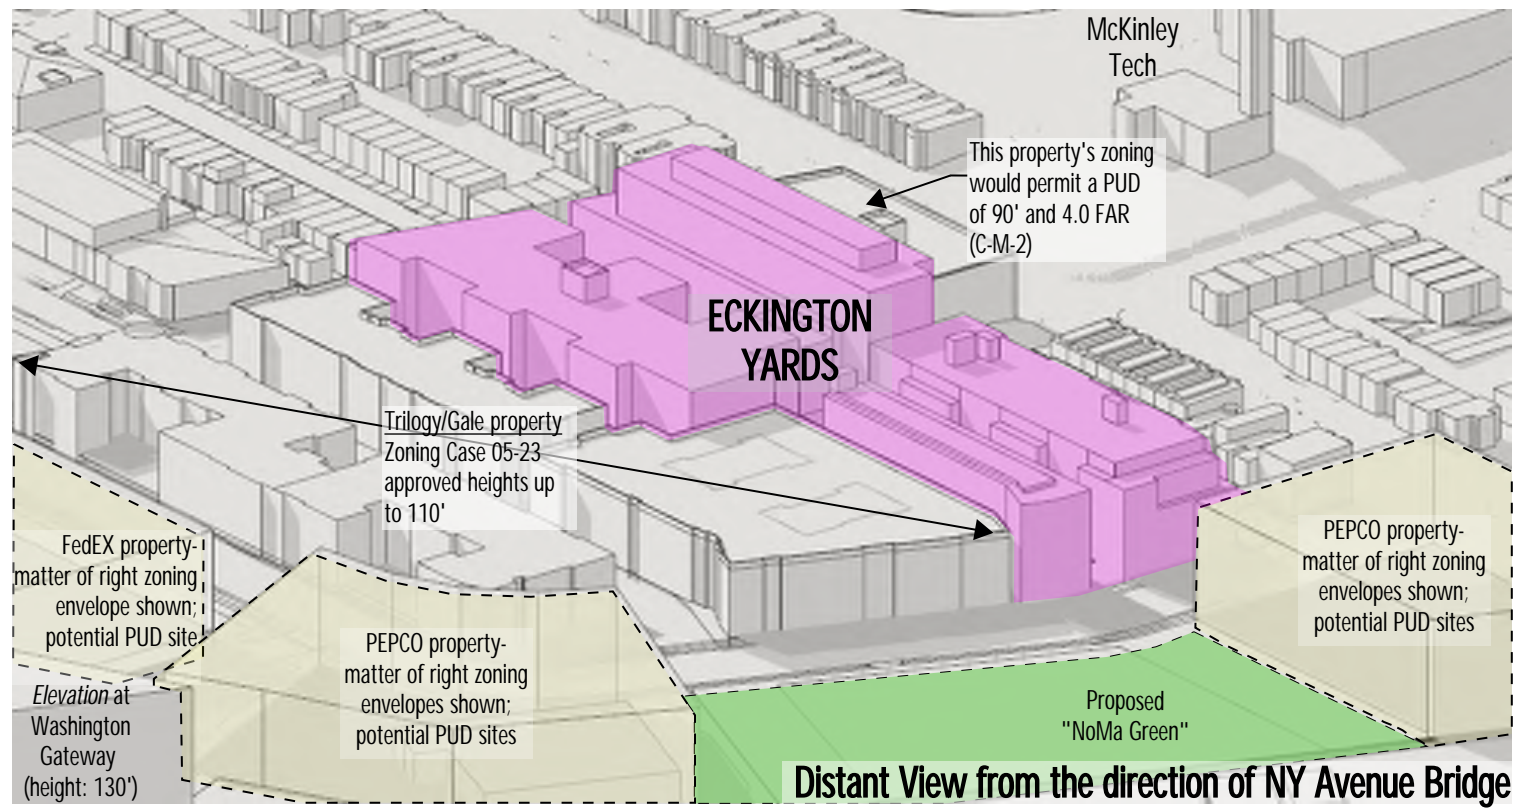 McKinley
Tech
This property's zoning
would permit a PUD
of 90' and 4.0 FAR
(C-M-2)
ECKINGTON
YARDS
Trilogy/Gale property
Zoning Case 05-23
approved heights up
to 110'
FedEX property-
matter of right zoning
envelope shown;
potential PUD site
PEPCO property-
matter of right zoning
envelopes shown;
potential PUD sites
PEPCO property-
matter of right zoning
envelopes shown;
potential PUD sites
Elevation at
Washington
Gateway
(height: 130')
Proposed
"NoMa Green"
Distant View from the direction of NY Avenue Bridge